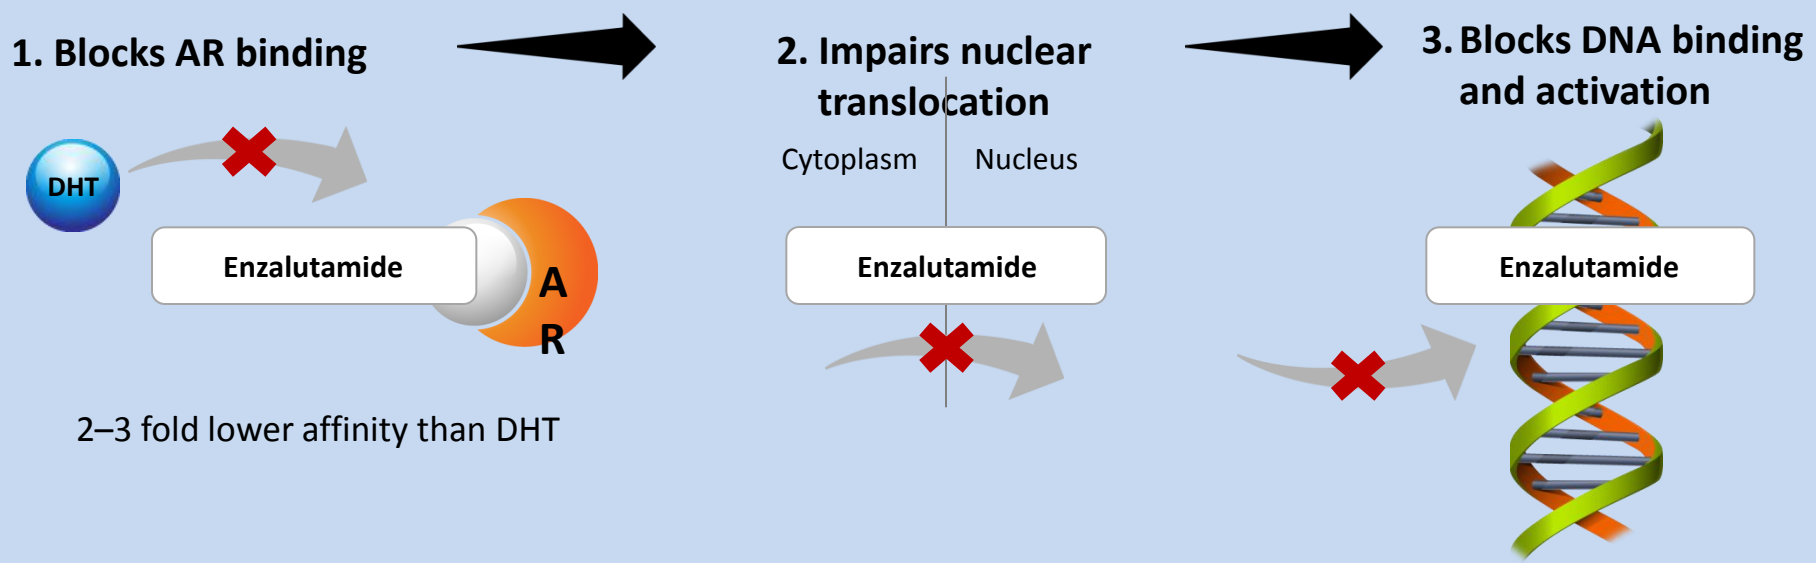 1. Blocks AR binding
DHT
Enzalutamide
A
R
2–3 fold lower affinity than DHT
2. Impairs nuclear
translocation
Cytoplasm
Nucleus
Enzalutamide
3. Blocks DNA binding
and activation
Enzalutamide